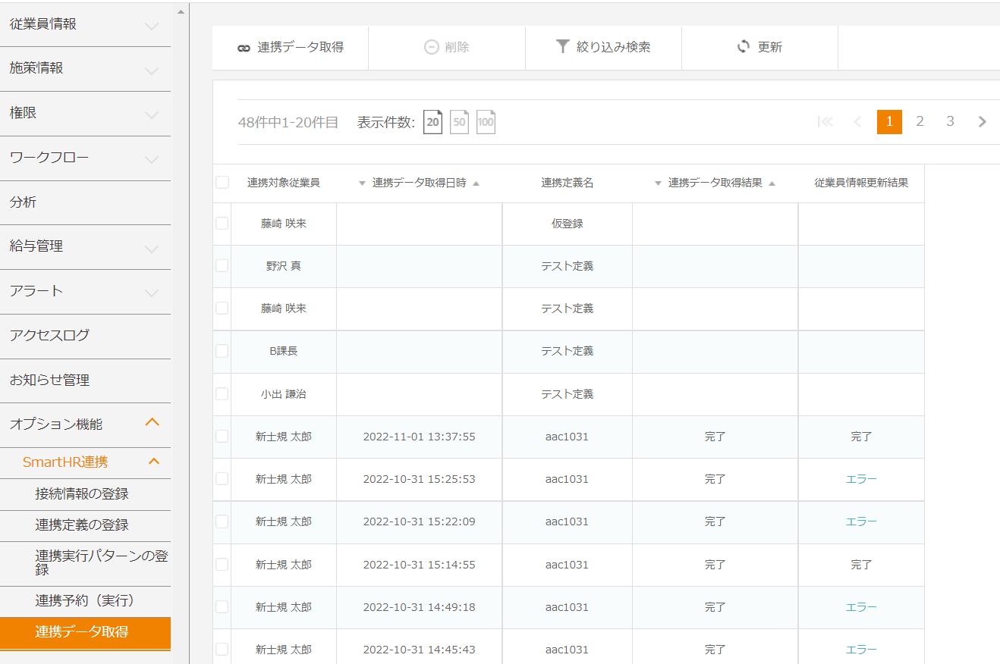 従業員情報
施策情報
権限
ワークフロー
分析
給与管理
アラート
アクセスログ
お知らせ管理
オプション機能
SmartHR連携
接続情報の登録
連携定義の登録
連携実行パターンの登
録
連携予約（実行）
連携データ取得
連携データ取得 削除 絞り込み検索 更新
48件中1-20件目 表示件数: 20 50 100 1 2 3
連携対象従業員 ▼ 連携データ取得日時 ▲ 連携定義名 ▼ 連携データ取得結果 ▲ 従業員情報更新結果
藤崎 咲来 仮登録
野沢 真 テスト定義
藤崎 咲来 テスト定義
B課長 テスト定義
小出 謙治 テスト定義
新士規 太郎 2022-11-01 13:37:55 aac1031 完了 完了
新士規 太郎 2022-10-31 15:25:53 aac1031 完了 エラー
新士規 太郎 2022-10-31 15:22:09 aac1031 完了 エラー
新士規 太郎 2022-10-31 15:14:55 aac1031 完了 完了
新士規 太郎 2022-10-31 14:49:18 aac1031 完了 エラー
新士規 太郎 2022-10-31 14:45:43 aac1031 完了 エラー